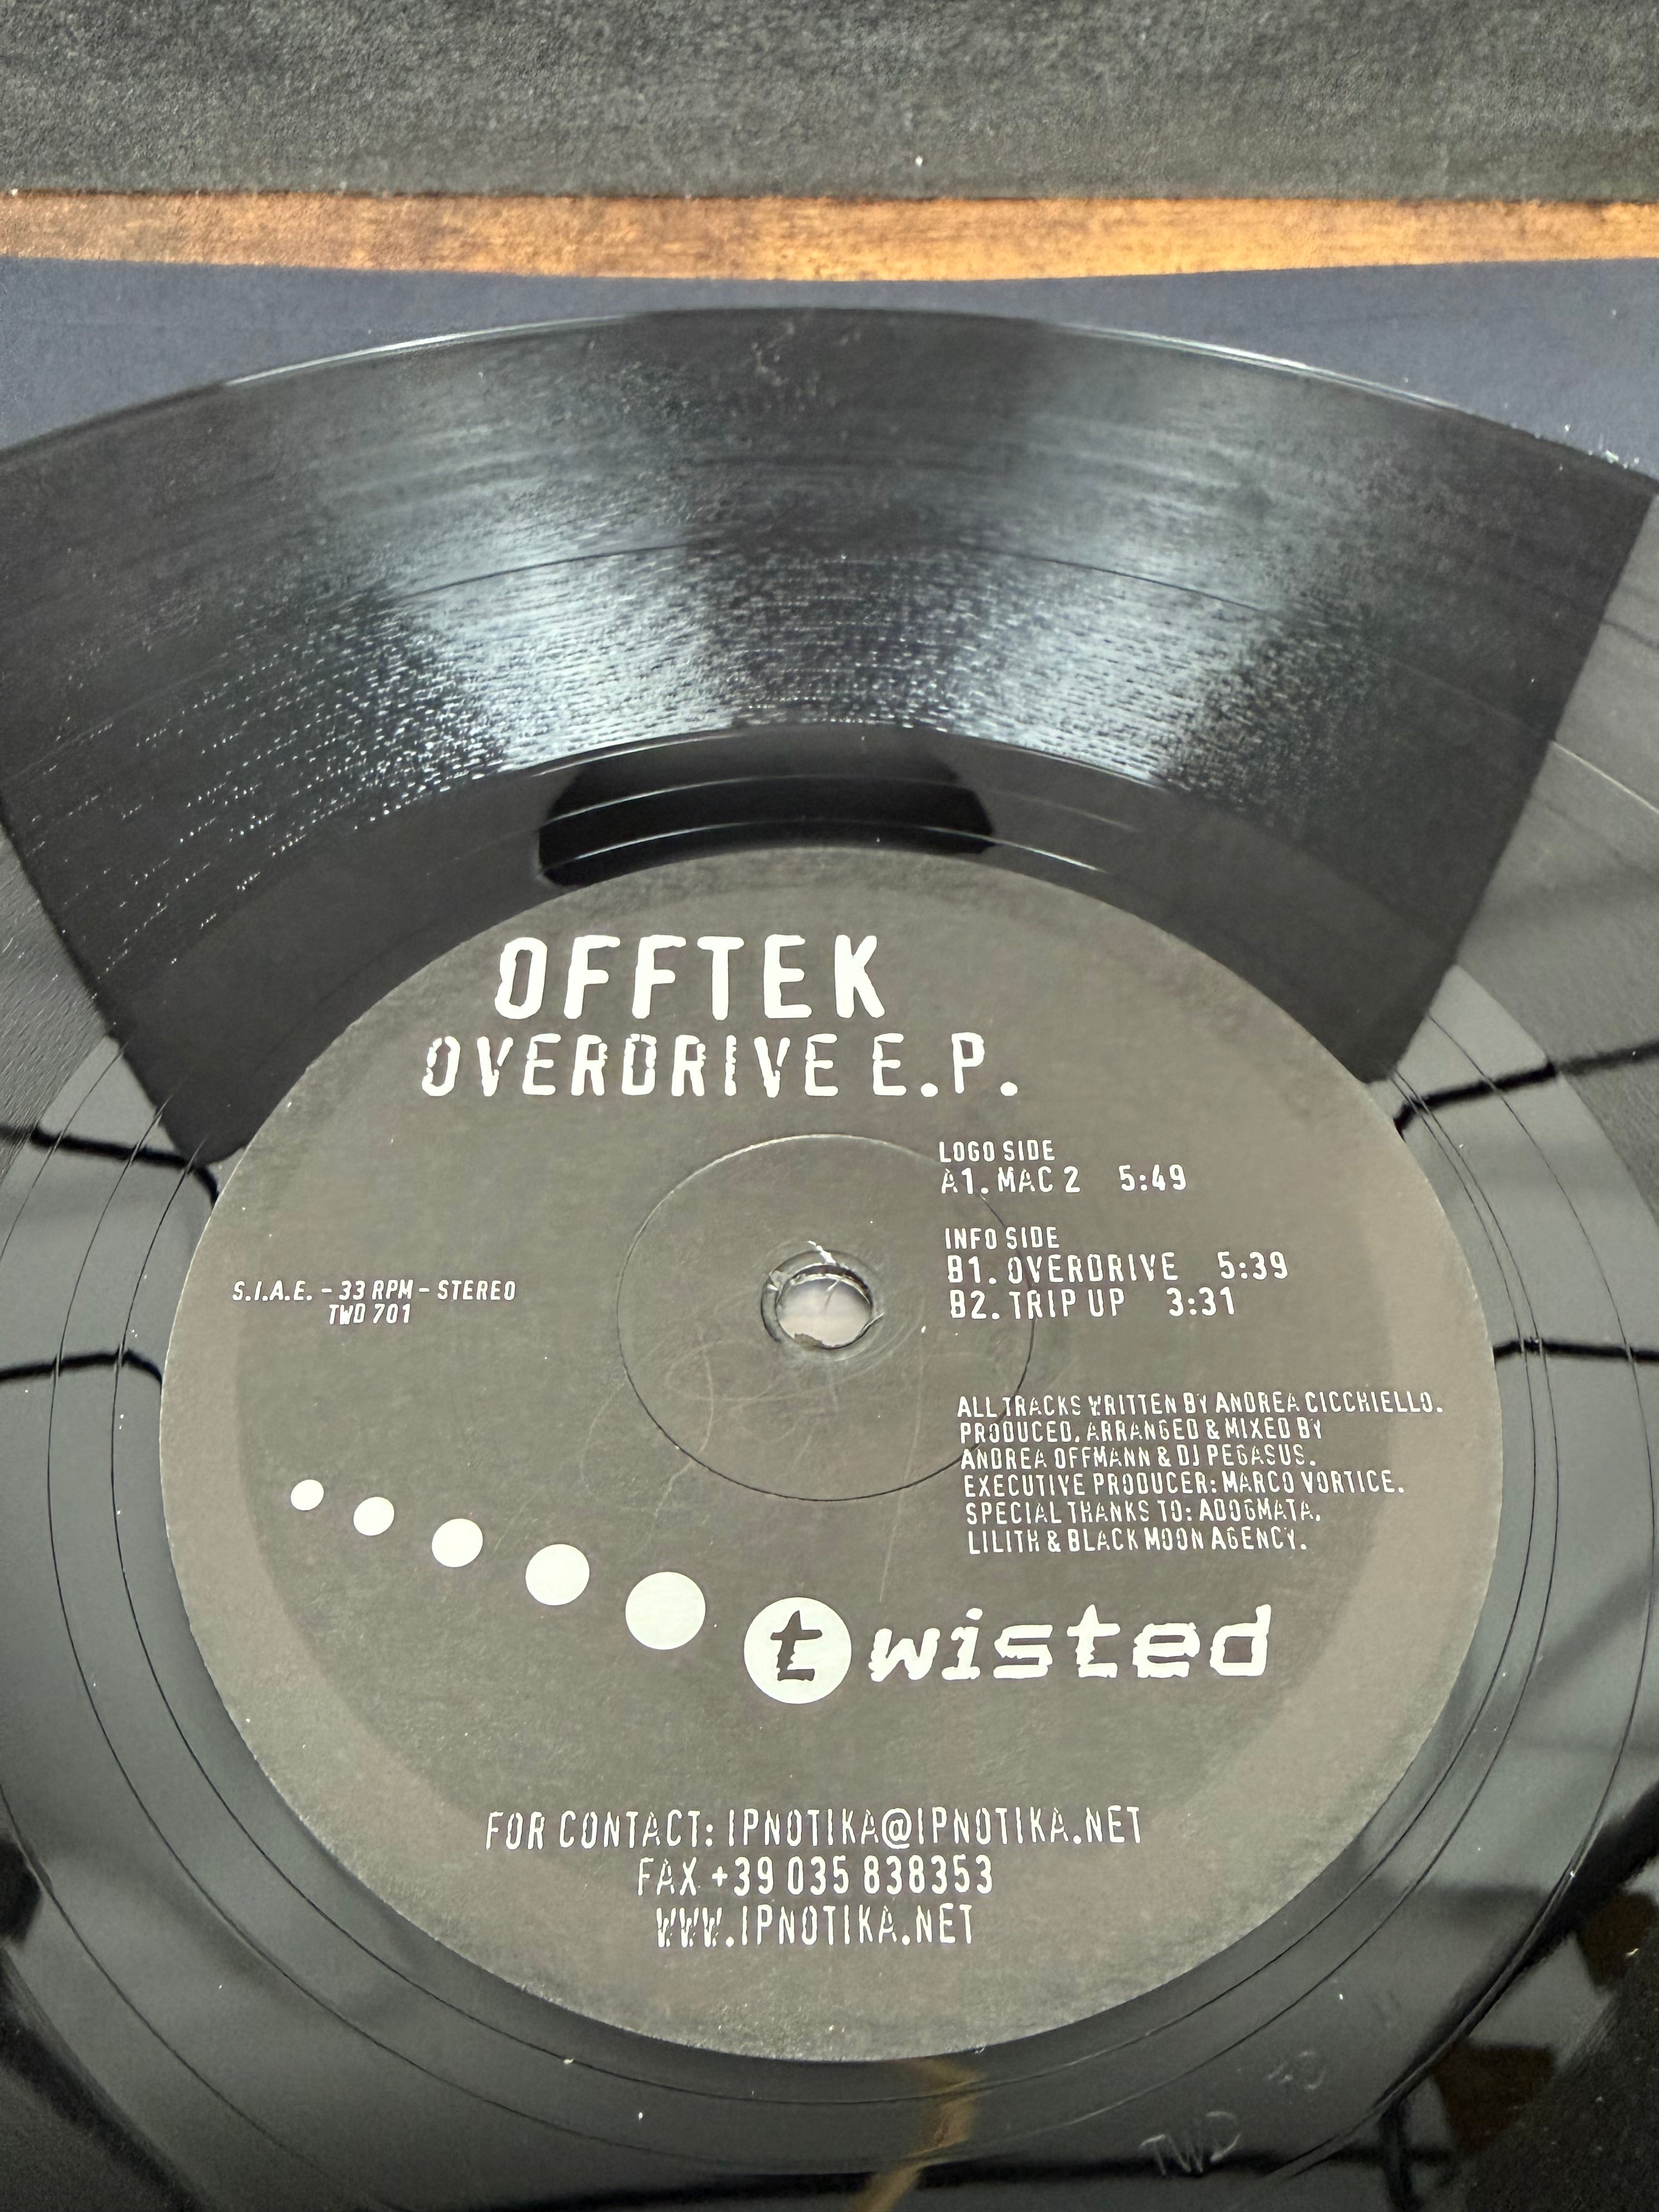 OFFTEK
OVERDRIVE E.P.
LOGO SIDE
A1. MAC 2 5:49
INFO SIDE
B1. OVERDRIVE 5:39
B2. TRIP UP 3:31
S.I.A.E. - 33 RPM - STEREO
TWD 701
ALL TRACKS WRITTEN BY ANDREA CICCHIELLO.
PRODUCED, ARRANGED & MIXED BY
ANDREA OFFMANN & DJ PEGASUS.
EXECUTIVE PRODUCER: MARCO VORTICE.
SPECIAL THANKS TO: ADOGMATA,
LILITH & BLACK MOON AGENCY.
twisted
FOR CONTACT: IPNOTIKA@IPNOTIKA.NET
FAX +39 035 838353
WWW.IPNOTIKA.NET
TWD